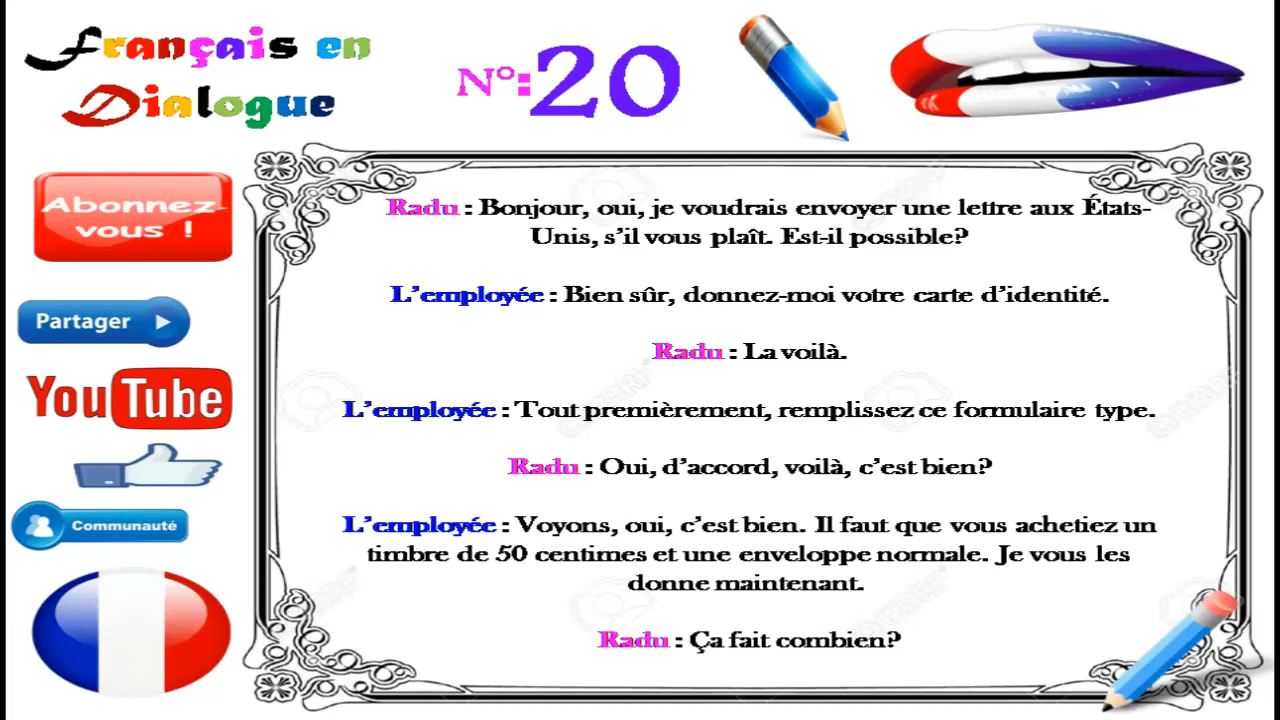 Français en
Dialogue
N°:20
Abonnez-
vous !
Partager
YouTube
Communauté
Radu : Bonjour, oui, je voudrais envoyer une lettre aux États-
Unis, s’il vous plaît. Est-il possible?
L’employée : Bien sûr, donnez-moi votre carte d’identité.
Radu : La voilà.
L’employée : Tout premièrement, remplissez ce formulaire type.
Radu : Oui, d’accord, voilà, c’est bien?
L’employée : Voyons, oui, c’est bien. Il faut que vous achetiez un
timbre de 50 centimes et une enveloppe normale. Je vous les
donne maintenant.
Radu : Ça fait combien?